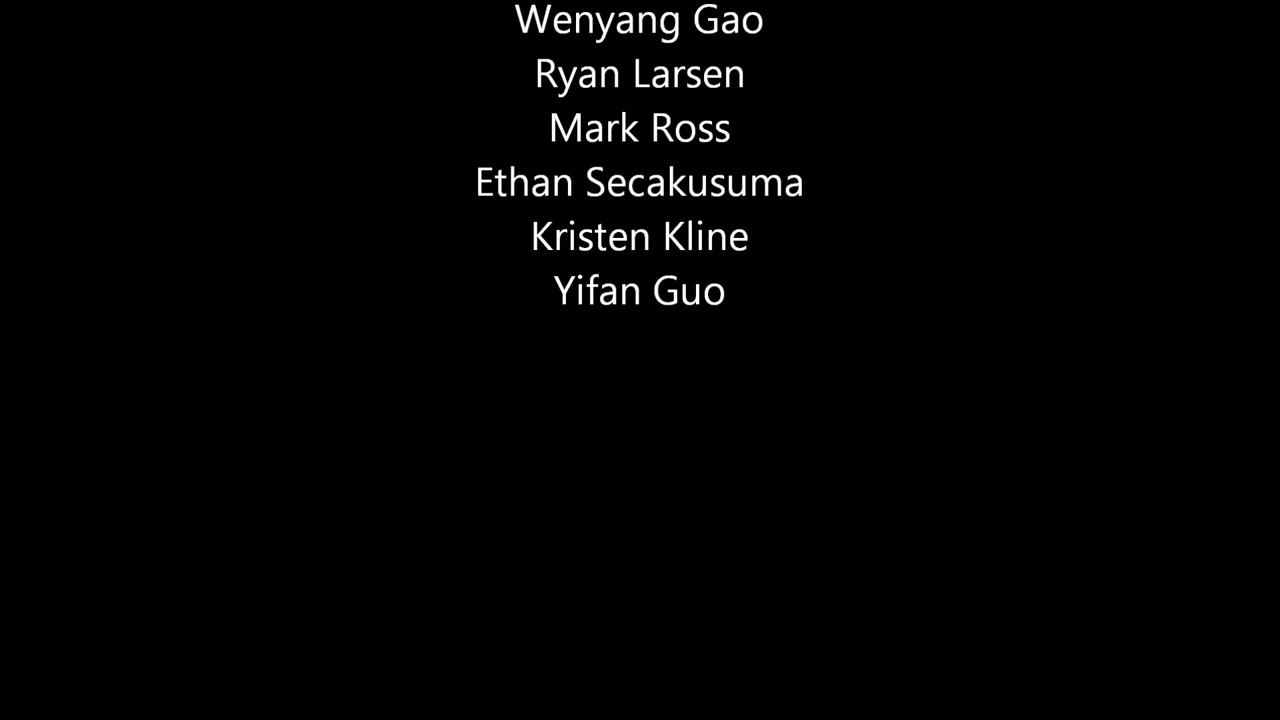 Wenyang Gao
Ryan Larsen
Mark Ross
Ethan Secakusuma
Kristen Kline
Yifan Guo